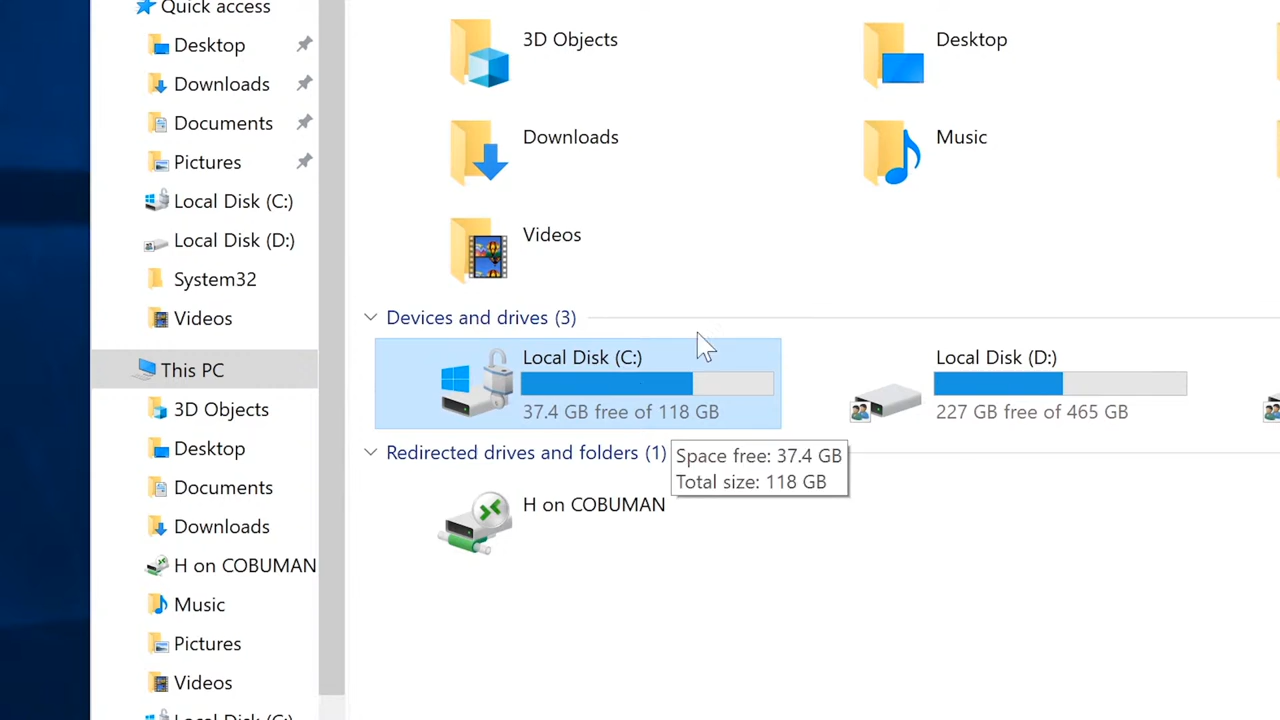 Quick access
Desktop
Downloads
Documents
Pictures
Local Disk (C:)
Local Disk (D:)
System32
Videos
This PC
3D Objects
Desktop
Documents
Downloads
H on COBUMAN
Music
Pictures
Videos
Local Disk (C:)
3D Objects
Desktop
Downloads
Music
Videos
Devices and drives (3)
Local Disk (C:)
37.4 GB free of 118 GB
Local Disk (D:)
227 GB free of 465 GB
Redirected drives and folders (1)
Space free: 37.4 GB
Total size: 118 GB
H on COBUMAN